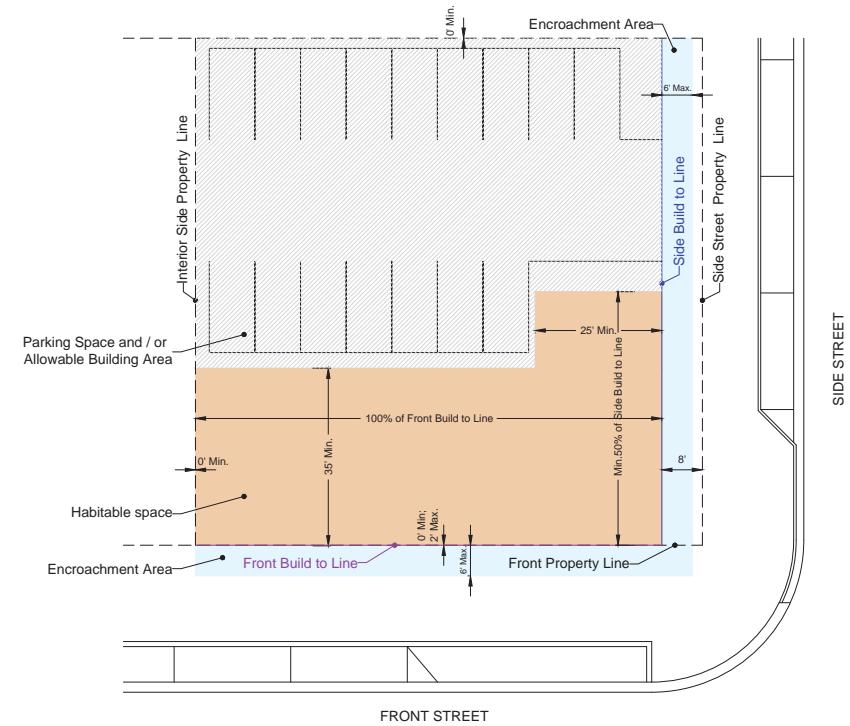 Encroachment Area
0' Min.
6' Max.
Interior Side Property Line
Side Build to Line
Side Street Property Line
SIDE STREET
Parking Space and / or
Allowable Building Area
25' Min.
Min.50% of Side Build to Line
100% of Front Build to Line
35' Min.
0' Min.
8'
Habitable space
0' Min;
2' Max.
6' Max.
Encroachment Area
Front Build to Line
Front Property Line
FRONT STREET